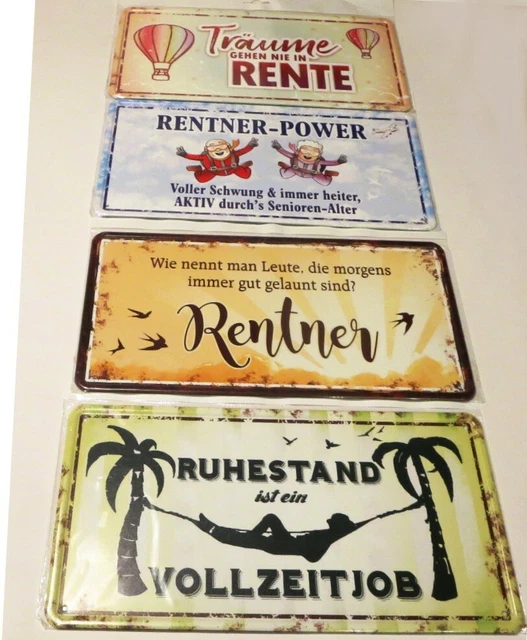 Träume
GEHEN NIE IN
RENTE
RENTNER-POWER
Voller Schwung & immer heiter,
AKTIV durch's Senioren-Alter
Wie nennt man Leute, die morgens
immer gut gelaunt sind?
Rentner
RUHESTAND
ist ein
VOLLZEITJOB